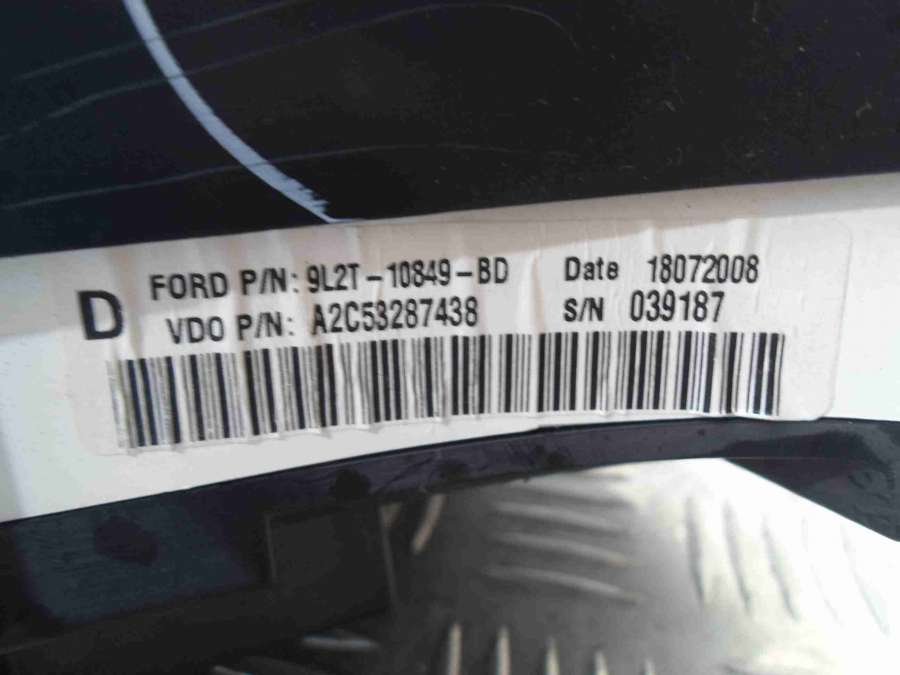 D
FORD P/N: 9L2T-10849-BD Date 18072008
VDO P/N: A2C53287438 S/N 039187